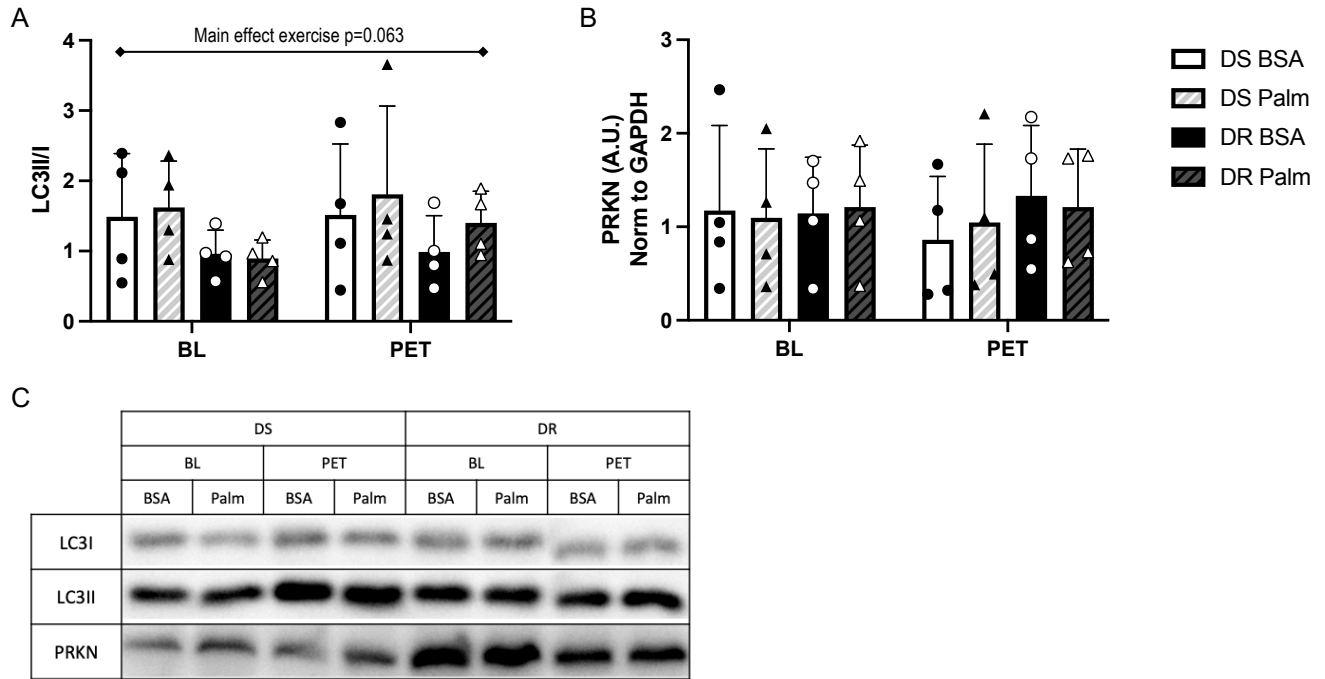 A
Main effect exercise p=0.063
LC3II/I
4
3
2
1
0
BL
PET
B
PRKN (A.U.)
Norm to GAPDH
3
2
1
0
BL
PET
DS BSA
DS Palm
DR BSA
DR Palm
C
DS DR
BL PET BL PET
BSA Palm BSA Palm BSA Palm BSA Palm
LC3I
LC3II
PRKN